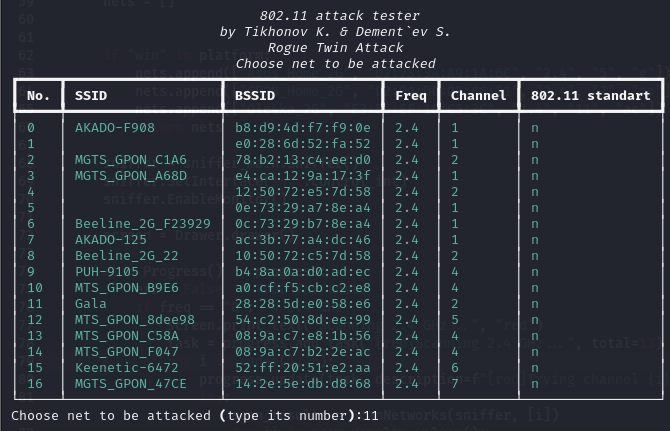 802.11 attack tester
by Tikhonov K. & Dement`ev S.
Rogue Twin Attack
Choose net to be attacked
No. SSID BSSID Freq Channel 802.11 standart
0 AKADO-F908 b8:d9:4d:f7:f9:0e 2.4 1 n
1 e0:28:6d:52:fa:52 2.4 1 n
2 MGTS_GPON_C1A6 78:b2:13:c4:ee:d0 2.4 2 n
3 MGTS_GPON_A68D e4:ca:12:9a:17:3f 2.4 1 n
4 12:50:72:e5:7d:58 2.4 2 n
5 0e:73:29:a7:8e:a4 2.4 1 n
6 Beeline_2G_F23929 0c:73:29:b7:8e:a4 2.4 1 n
7 AKADO-125 ac:3b:77:a4:dc:46 2.4 1 n
8 Beeline_2G_22 10:50:72:c5:7d:58 2.4 2 n
9 PUH-9105 b4:8a:0a:d0:ad:ec 2.4 4 n
10 MTS_GPON_B9E6 a0:cf:f5:cb:c2:e8 2.4 4 n
11 Gala 28:28:5d:e0:58:e6 2.4 2 n
12 MTS_GPON_8dee98 54:c2:50:8d:ee:99 2.4 5 n
13 MTS_GPON_C58A 08:9a:c7:e8:1b:56 2.4 4 n
14 MTS_GPON_F047 08:9a:c7:b2:2e:ac 2.4 4 n
15 Keenetic-6472 52:ff:20:51:e2:aa 2.4 6 n
16 MGTS_GPON_47CE 14:2e:5e:db:d8:68 2.4 7 n
Choose net to be attacked (type its number):11